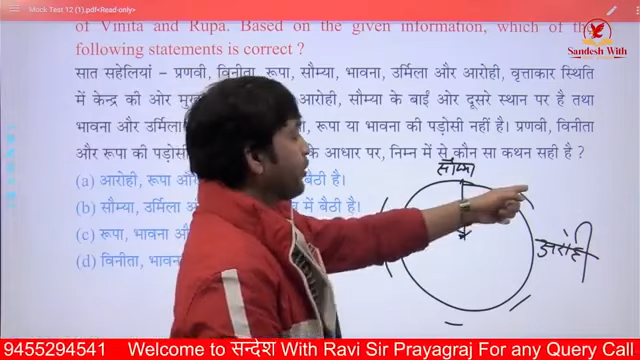 Mock Test 12 (1).pdf<Read-only>
of Vinita and Rupa. Based on the given information, which of the
following statements is correct ?
Sandesh With
सात सहेलियां – प्रणवी, विनीता, रूपा, सौम्या, भावना, उर्मिला और आरोही, वृत्ताकार स्थिति
में केन्द्र की ओर आरोही, सौम्या के बाईं ओर दूसरे स्थान पर है तथा
भावना और उर्मिला रूपा या भावना की पड़ोसी नहीं है। प्रणवी, विनीता
और रूपा की पड़ोसी के आधार पर, निम्न में से कौन सा कथन सही है ?
सौम्या
(a) आरोही, रूपा बैठी है।
(b) सौम्या, उर्मिला में बैठी है।
आरोही
(c) रूपा, भावना
(d) विनीता,
9455294541 Welcome to सन्देश With Ravi Sir Prayagraj For any Query Call